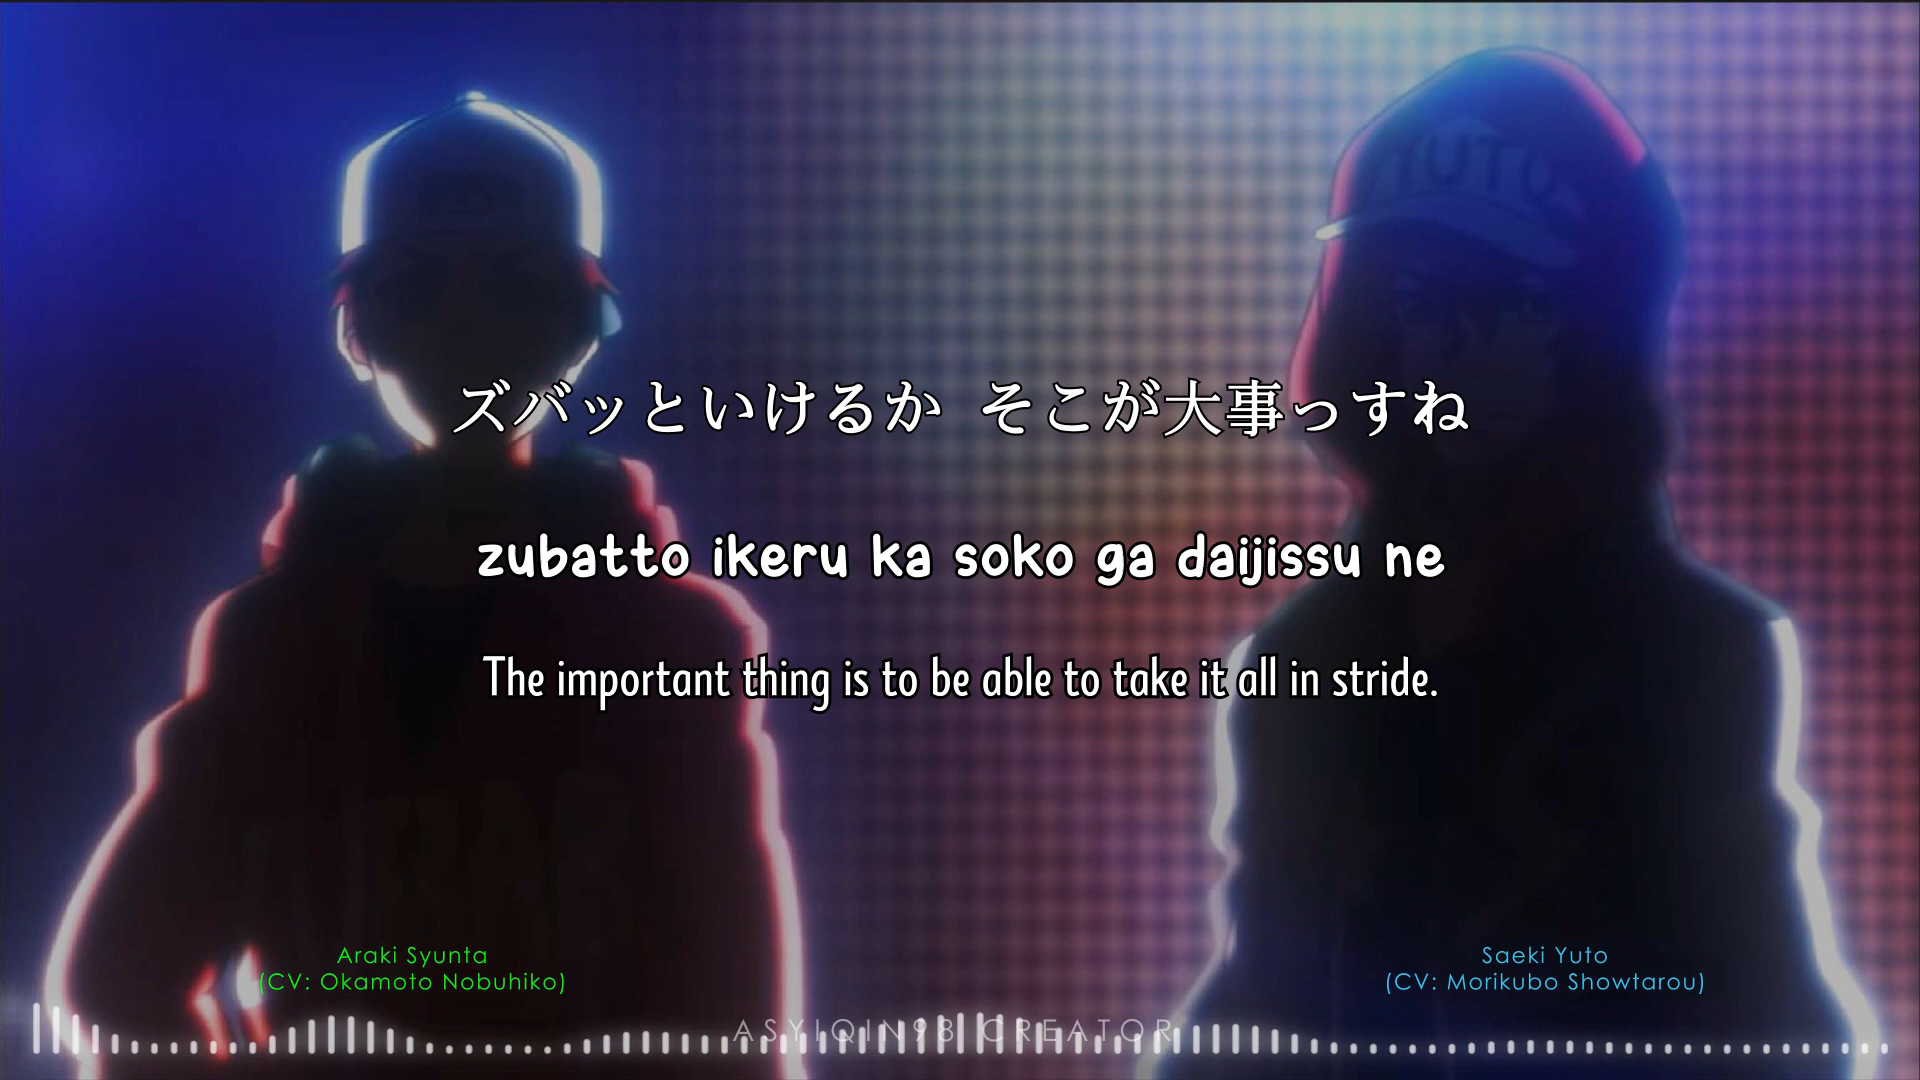 ズバッといけるか そこが大事っすね
zubatto ikeru ka soko ga daijissu ne
The important thing is to be able to take it all in stride.
Araki Syunta
(CV: Okamoto Nobuhiko)
Saeki Yuto
(CV: Morikubo Showtarou)
ASYIQIN98 CREATOR